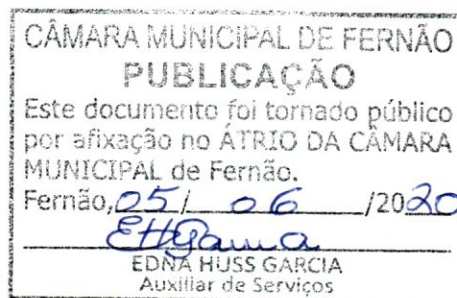 CÂMARA MUNICIPAL DE FERNÃO
PUBLICAÇÃO
Este documento foi tornado público
por afixação no ÁTRIO DA CÂMARA
MUNICIPAL de Fernão.
Fernão, 05 / 06 /2020
EDNA HUSS GARCIA
Auxiliar de Serviços